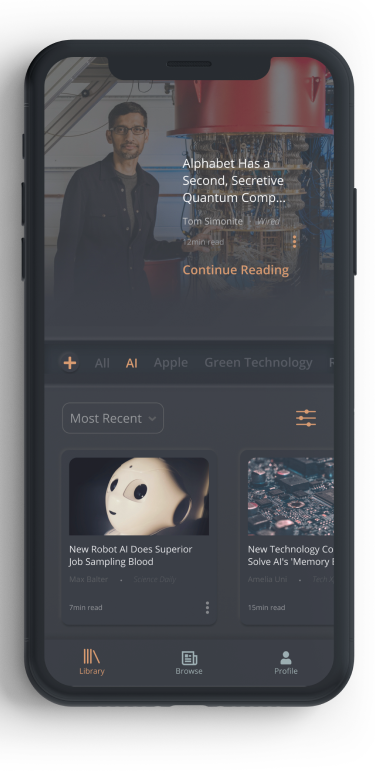 Alphabet Has a
Second, Secretive
Quantum Comp...
Tom Simonite Wired
12min read
Continue Reading
All AI Apple Green Technology
Most Recent
New Robot AI Does Superior
Job Sampling Blood
Max Balter • Science Daily
7min read
New Technology Co
Solve AI's 'Memory
Amelia Uni • Tech
15min read
Library
Browse
Profile